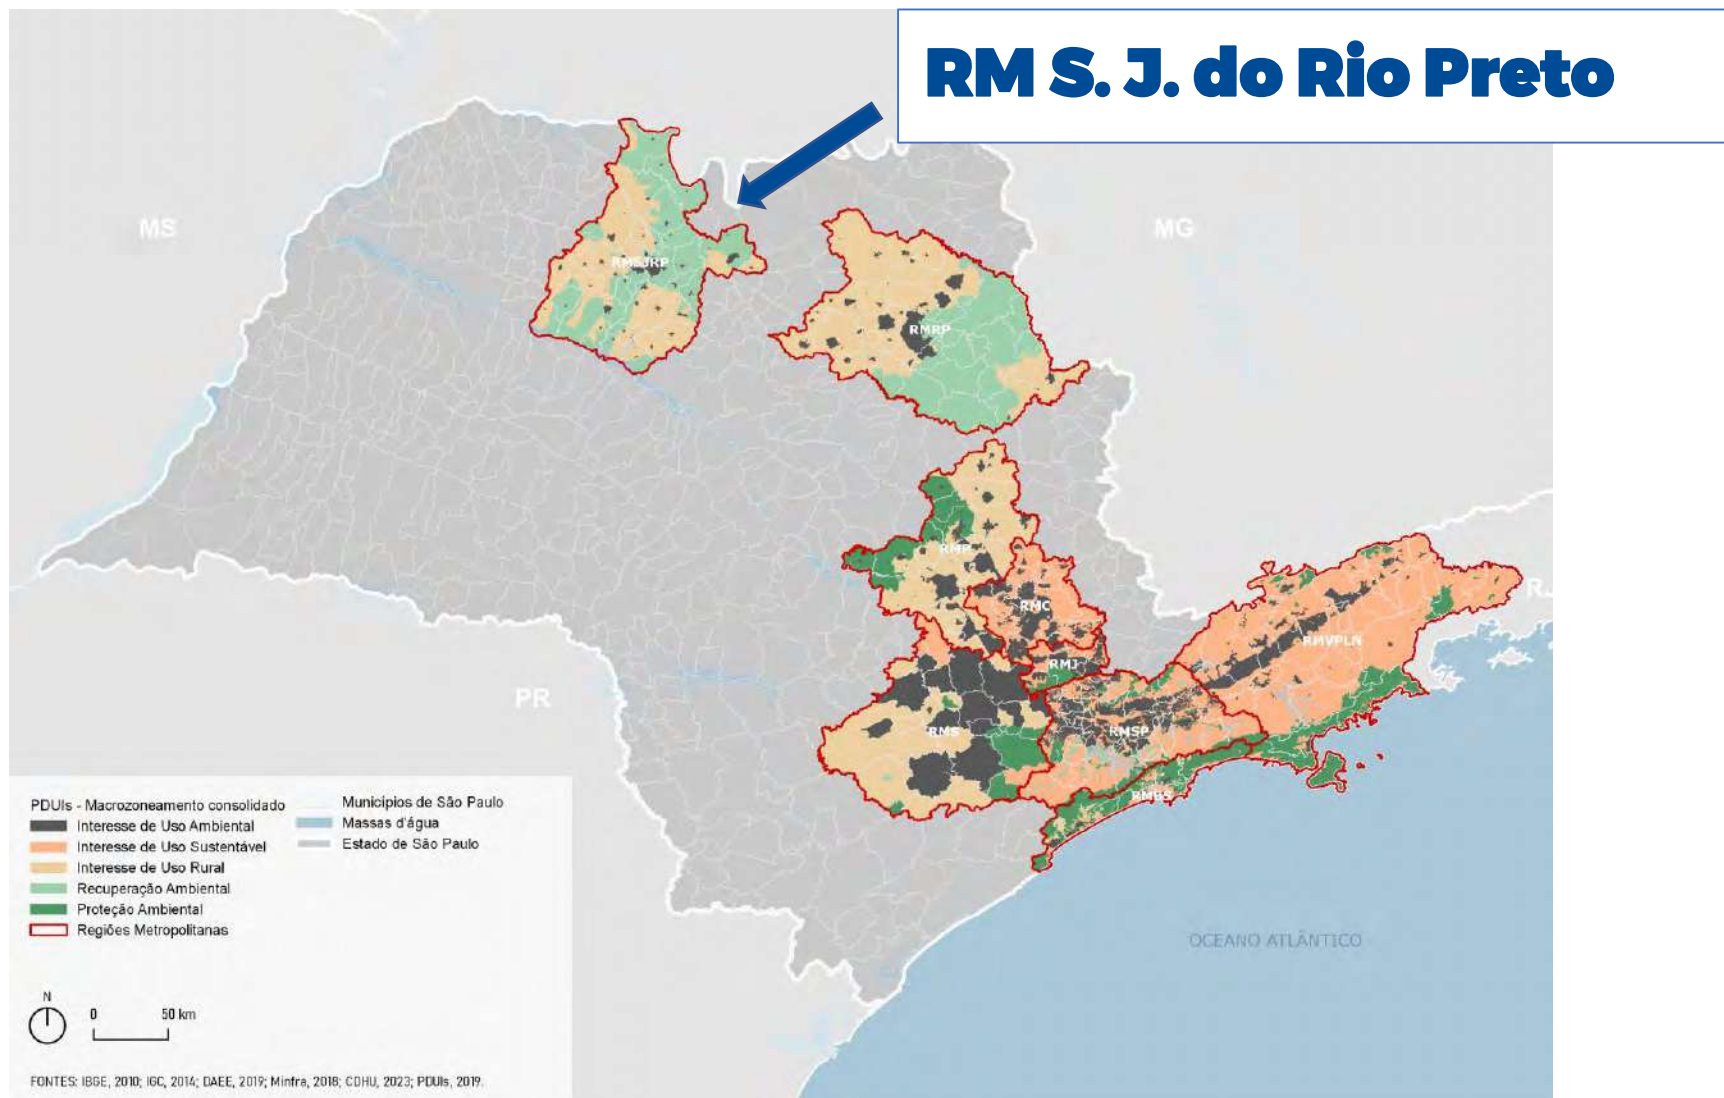 RM S. J. do Rio Preto
MS
MG
RMSJRP
RMRP
RMP
RMC
RMJ
RMVPLN
RMS
RMSP
RMBS
PR
OCEANO ATLÂNTICO
PDUIs - Macrozoneamento consolidado
Interesse de Uso Ambiental
Interesse de Uso Sustentável
Interesse de Uso Rural
Recuperação Ambiental
Proteção Ambiental
Regiões Metropolitanas
Municípios de São Paulo
Massas d'água
Estado de São Paulo
N
0 50 km
FONTES: IBGE, 2010; IGC, 2014; DAEE, 2019; Minfra, 2018; CDHU, 2023; PDUIs, 2019.